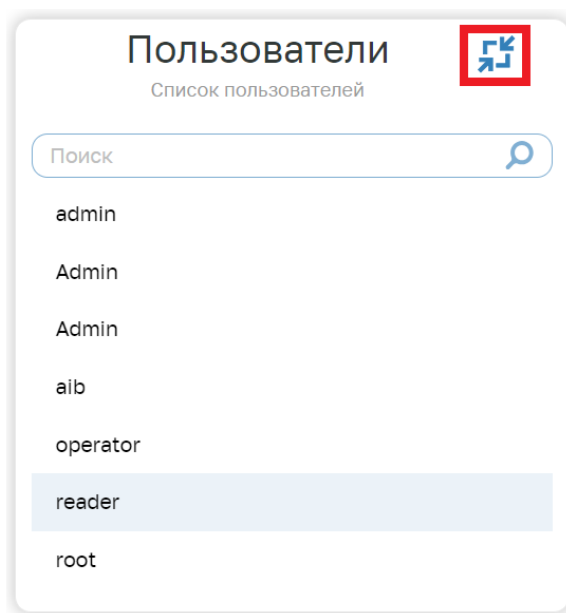 Пользователи
Список пользователей
Поиск
admin
Admin
Admin
aib
operator
reader
root